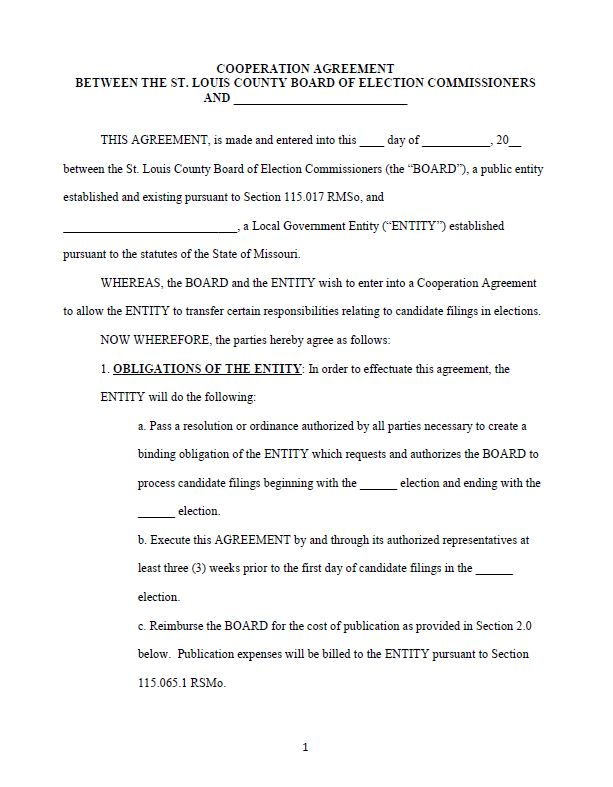 COOPERATION AGREEMENT
BETWEEN THE ST. LOUIS COUNTY BOARD OF ELECTION COMMISSIONERS
AND ____________________________
THIS AGREEMENT, is made and entered into this ____ day of ___________, 20__
between the St. Louis County Board of Election Commissioners (the “BOARD”), a public entity
established and existing pursuant to Section 115.017 RMSo, and
____________________________, a Local Government Entity (“ENTITY”) established
pursuant to the statutes of the State of Missouri.
WHEREAS, the BOARD and the ENTITY wish to enter into a Cooperation Agreement
to allow the ENTITY to transfer certain responsibilities relating to candidate filings in elections.
NOW WHEREFORE, the parties hereby agree as follows:
1. OBLIGATIONS OF THE ENTITY: In order to effectuate this agreement, the
ENTITY will do the following:
a. Pass a resolution or ordinance authorized by all parties necessary to create a
binding obligation of the ENTITY which requests and authorizes the BOARD to
process candidate filings beginning with the ______ election and ending with the
______ election.
b. Execute this AGREEMENT by and through its authorized representatives at
least three (3) weeks prior to the first day of candidate filings in the ______
election.
c. Reimburse the BOARD for the cost of publication as provided in Section 2.0
below.  Publication expenses will be billed to the ENTITY pursuant to Section
115.065.1 RSMo.
1